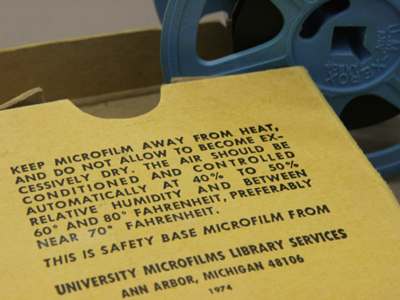 UMI-XEROX
KEEP MICROFILM AWAY FROM HEAT,
AND DO NOT ALLOW TO BECOME EX-
CESSIVELY DRY. THE AIR SHOULD BE
CONDITIONED AND CONTROLLED
AUTOMATICALLY AT 40% TO 50%
RELATIVE HUMIDITY AND BETWEEN
60° AND 80° FAHRENHEIT, PREFERABLY
NEAR 70° FAHRENHEIT.
THIS IS SAFETY BASE MICROFILM FROM
UNIVERSITY MICROFILMS LIBRARY SERVICES
ANN ARBOR, MICHIGAN 48106
1974